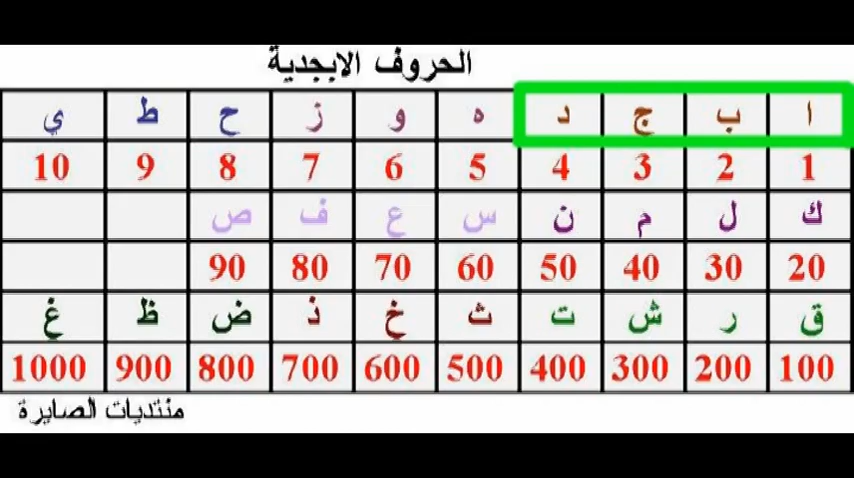 الحروف الابجدية
ا ب ج د ه و ز ح ط ي
1 2 3 4 5 6 7 8 9 10
ك ل م ن س ع ف ص
20 30 40 50 60 70 80 90
ق ر ش ت ث خ ذ ض ظ غ
100 200 300 400 500 600 700 800 900 1000
منتديات الصايرة